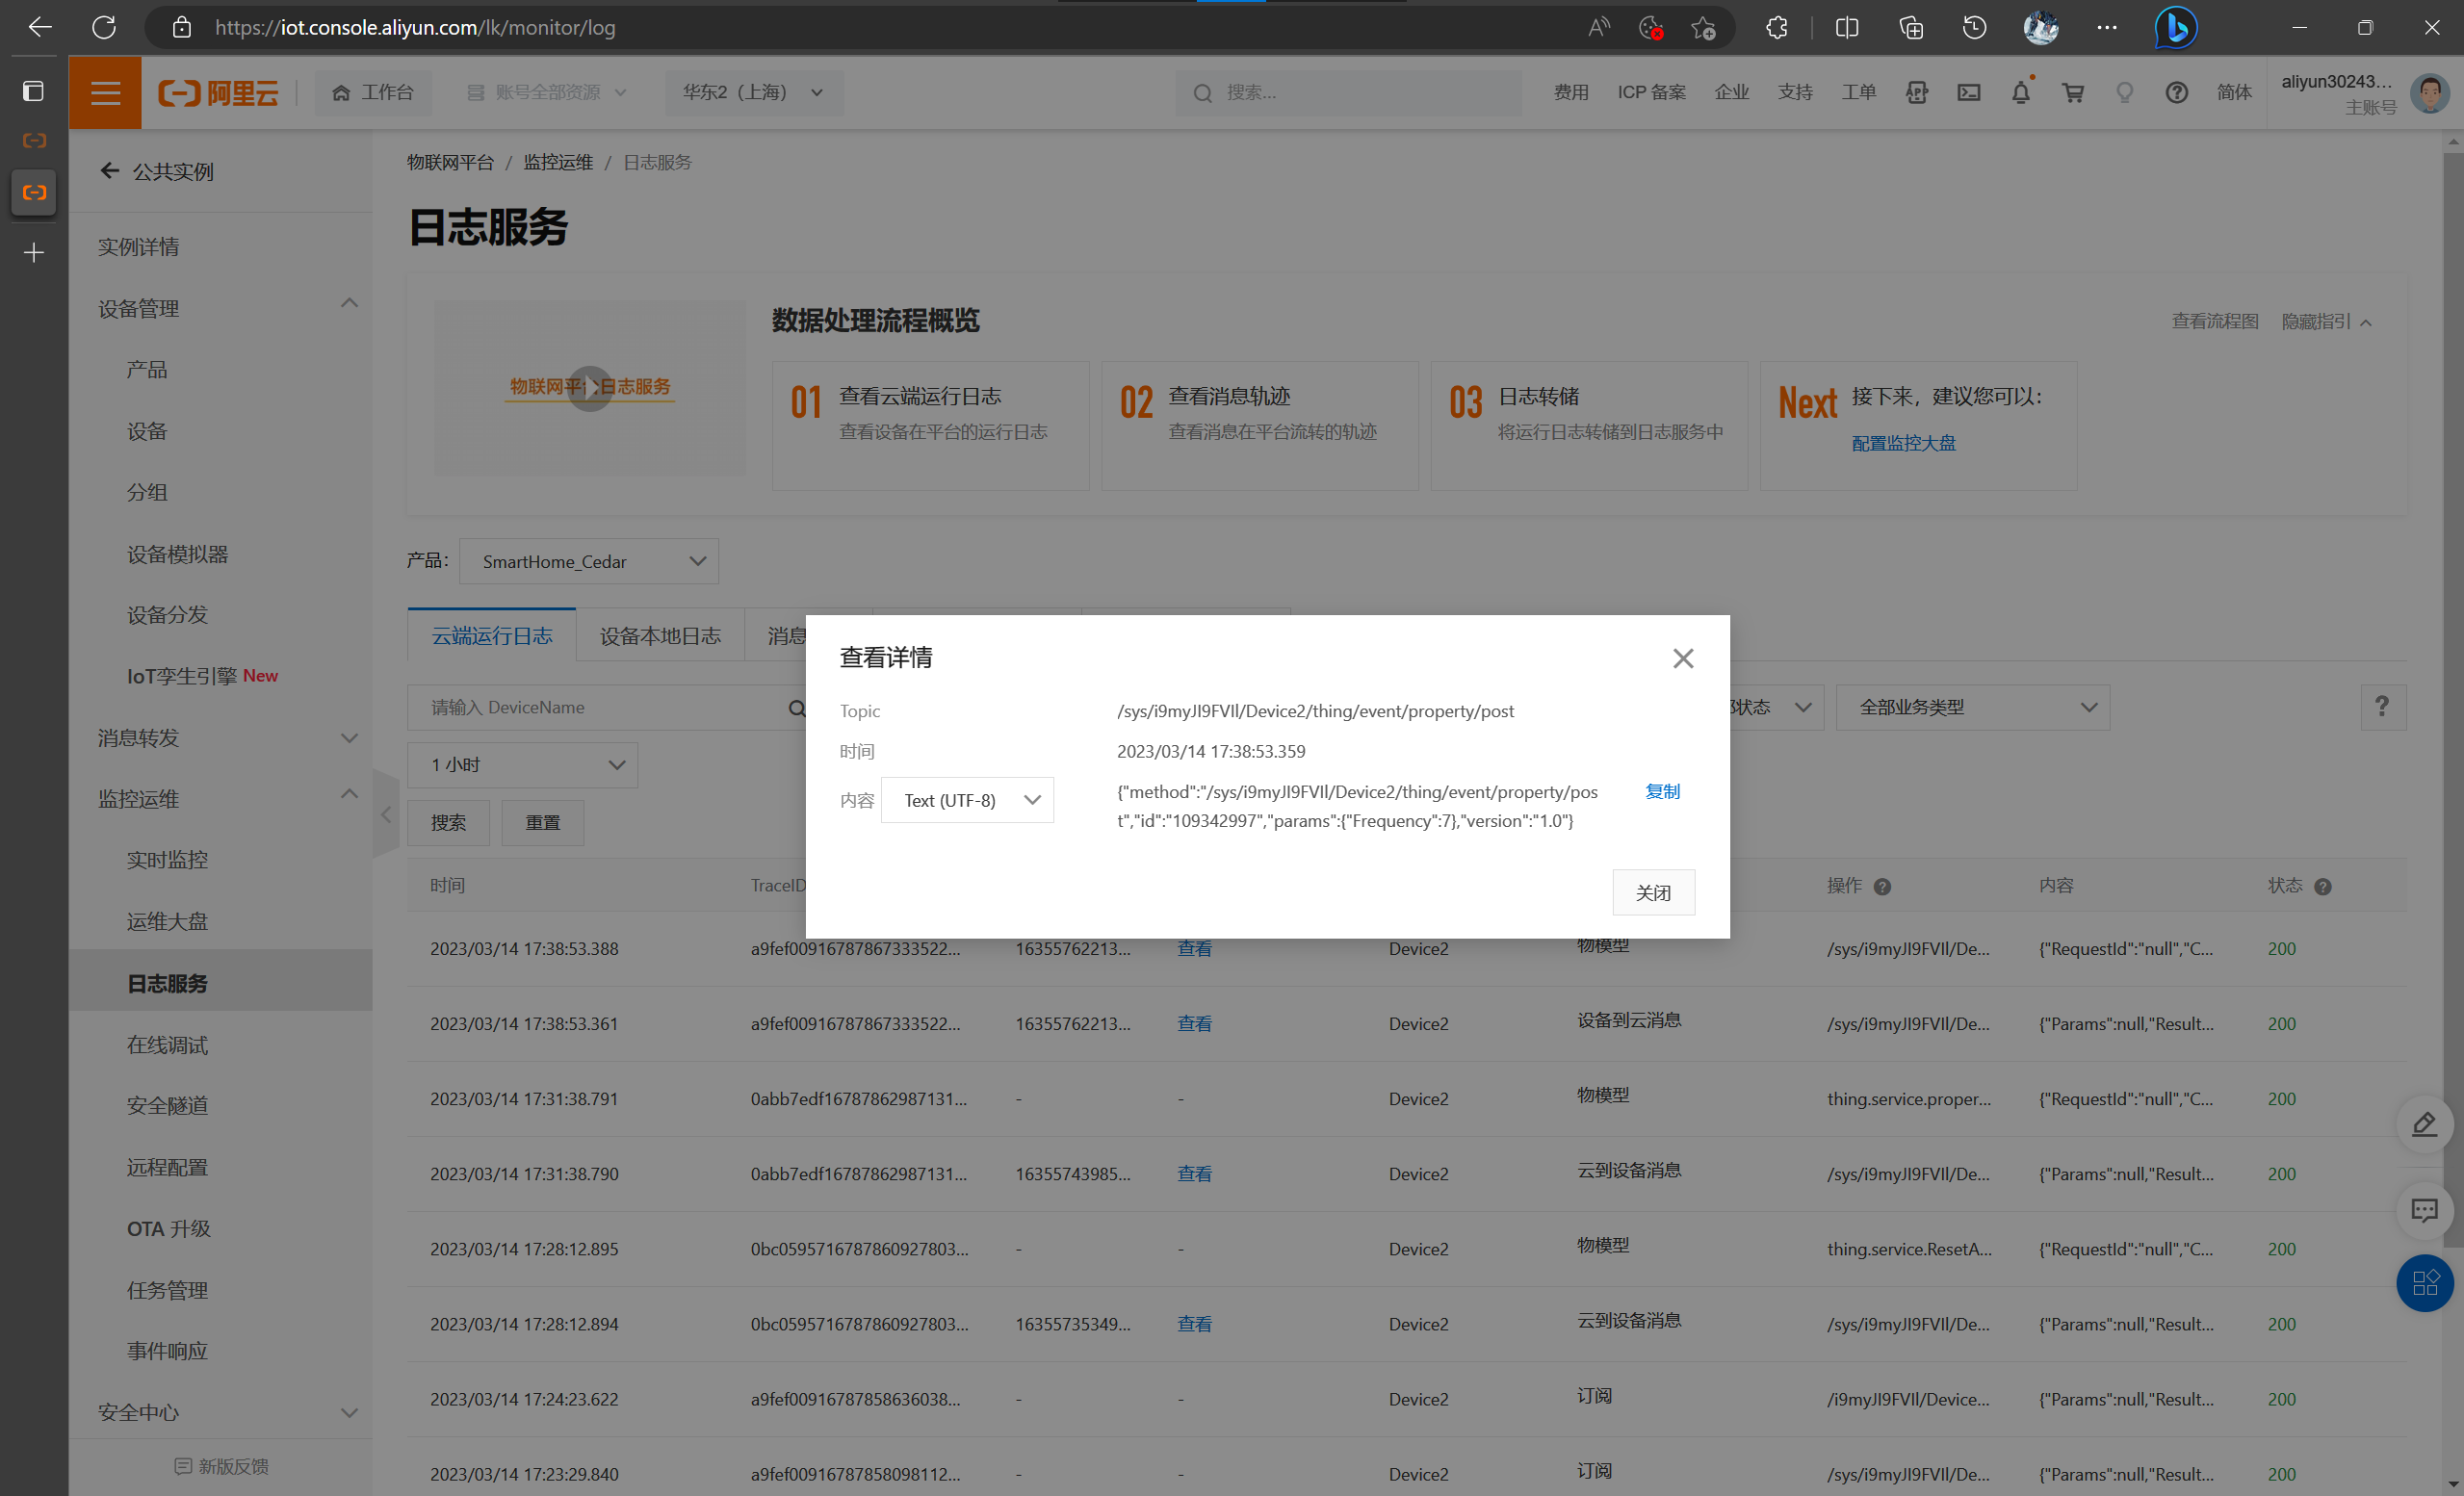 https://iot.console.aliyun.com/lk/monitor/log
阿里云
工作台
账号全部资源
华东2（上海）
搜索...
费用
ICP 备案
企业
支持
工单
简体
aliyun30243...
主账号
公共实例
实例详情
设备管理
产品
设备
分组
设备模拟器
设备分发
IoT孪生引擎 New
消息转发
监控运维
实时监控
运维大盘
日志服务
在线调试
安全隧道
远程配置
OTA 升级
任务管理
事件响应
安全中心
新版反馈
物联网平台 / 监控运维 / 日志服务
日志服务
物联网平台日志服务
数据处理流程概览
查看流程图
隐藏指引
01 查看云端运行日志
查看设备在平台的运行日志
02 查看消息轨迹
查看消息在平台流转的轨迹
03 日志转储
将运行日志转储到日志服务中
Next 接下来，建议您可以：
配置监控大盘
产品： SmartHome_Cedar
云端运行日志
设备本地日志
消息
请输入 DeviceName
状态
全部业务类型
?
1 小时
搜索
重置
查看详情
Topic /sys/i9myJI9FVIl/Device2/thing/event/property/post
时间 2023/03/14 17:38:53.359
内容 Text (UTF-8) {"method":"/sys/i9myJI9FVIl/Device2/thing/event/property/pos
t","id":"109342997","params":{"Frequency":7},"version":"1.0"}
复制
关闭
时间 TraceID 操作 内容 状态
2023/03/14 17:38:53.388 a9fef00916787867333522... 16355762213... 查看 Device2 物模型 /sys/i9myJI9FVIl/De... {"RequestId":"null","C... 200
2023/03/14 17:38:53.361 a9fef00916787867333522... 16355762213... 查看 Device2 设备到云消息 /sys/i9myJI9FVIl/De... {"Params":null,"Result... 200
2023/03/14 17:31:38.791 0abb7edf16787862987131... - - Device2 物模型 thing.service.proper... {"RequestId":"null","C... 200
2023/03/14 17:31:38.790 0abb7edf16787862987131... 16355743985... 查看 Device2 云到设备消息 /sys/i9myJI9FVIl/De... {"Params":null,"Result... 200
2023/03/14 17:28:12.895 0bc0595716787860927803... - - Device2 物模型 thing.service.ResetA... {"RequestId":"null","C... 200
2023/03/14 17:28:12.894 0bc0595716787860927803... 16355735349... 查看 Device2 云到设备消息 /sys/i9myJI9FVIl/De... {"Params":null,"Result... 200
2023/03/14 17:24:23.622 a9fef00916787858636038... - - Device2 订阅 /i9myJI9FVIl/Device... {"Params":null,"Result... 200
2023/03/14 17:23:29.840 a9fef00916787858098112... - - Device2 订阅 /sys/i9myJI9FVIl/De... {"Params":null,"Result... 200